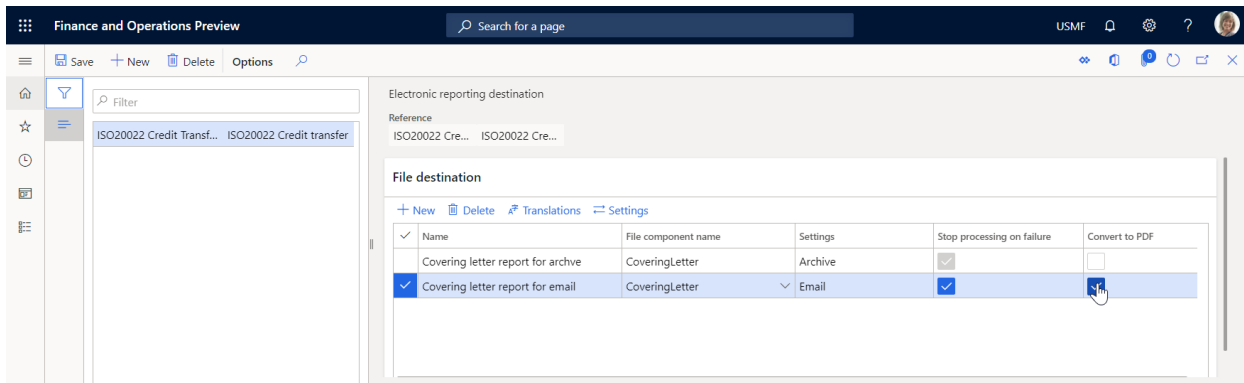 Finance and Operations Preview
Search for a page
USMF
?
Save
New
Delete
Options
0
Filter
ISO20022 Credit Transf... ISO20022 Credit transfer
Electronic reporting destination
Reference
ISO20022 Cre... ISO20022 Cre...
File destination
New
Delete
Translations
Settings
Name File component name Settings Stop processing on failure Convert to PDF
Covering letter report for archve CoveringLetter Archive
Covering letter report for email CoveringLetter Email